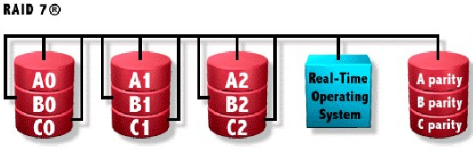 RAID 7®
A0
B0
C0
A1
B1
C1
A2
B2
C2
Real-Time
Operating
System
A parity
B parity
C parity